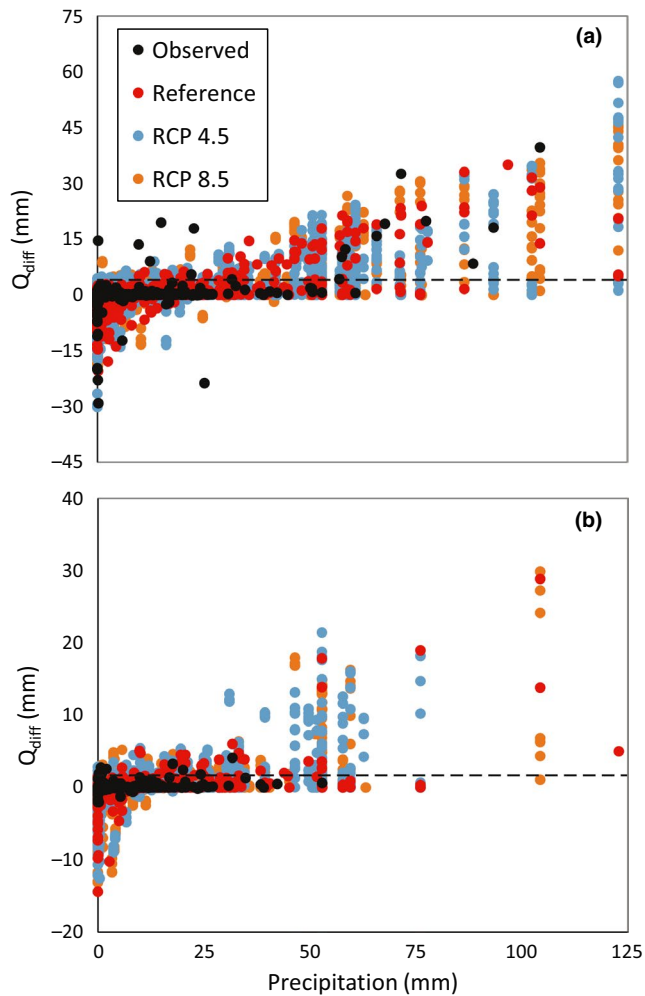 75
60
45
30
15
0
−15
−30
−45
Q_diff (mm)
(a)
Observed
Reference
RCP 4.5
RCP 8.5
40
30
20
10
0
−10
−20
Q_diff (mm)
(b)
0 25 50 75 100 125
Precipitation (mm)